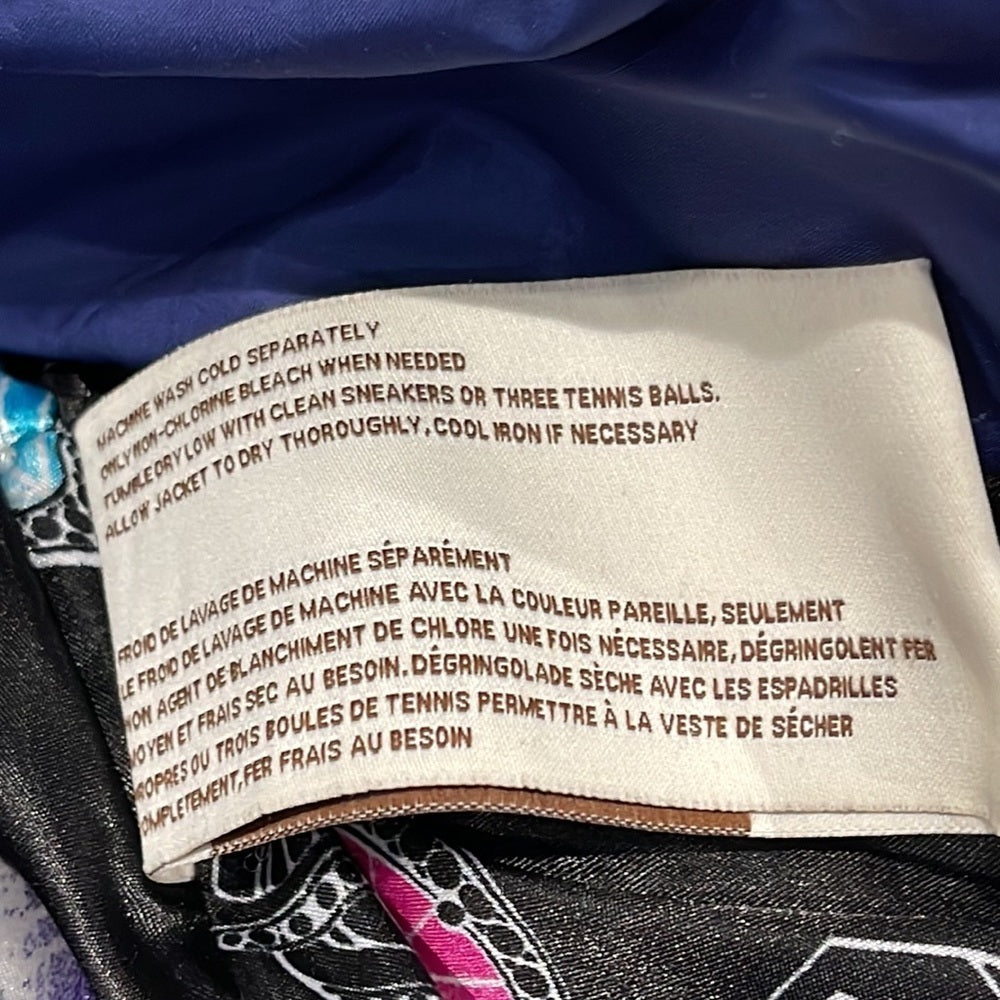 MACHINE WASH COLD SEPARATELY
ONLY NON-CHLORINE BLEACH WHEN NEEDED
TUMBLE DRY LOW WITH CLEAN SNEAKERS OR THREE TENNIS BALLS.
ALLOW JACKET TO DRY THOROUGHLY, COOL IRON IF NECESSARY
FROID DE LAVAGE DE MACHINE SÉPARÉMENT
LE FROID DE LAVAGE DE MACHINE AVEC LA COULEUR PAREILLE, SEULEMENT
NON AGENT DE BLANCHIMENT DE CHLORE UNE FOIS NÉCESSAIRE, DÉGRINGOLENT FER
MOYEN ET FRAIS SEC AU BESOIN. DÉGRINGOLADE SÈCHE AVEC LES ESPADRILLES
PROPRES OU TROIS BOULES DE TENNIS PERMETTRE À LA VESTE DE SÉCHER
OMPLETEMENT, FER FRAIS AU BESOIN